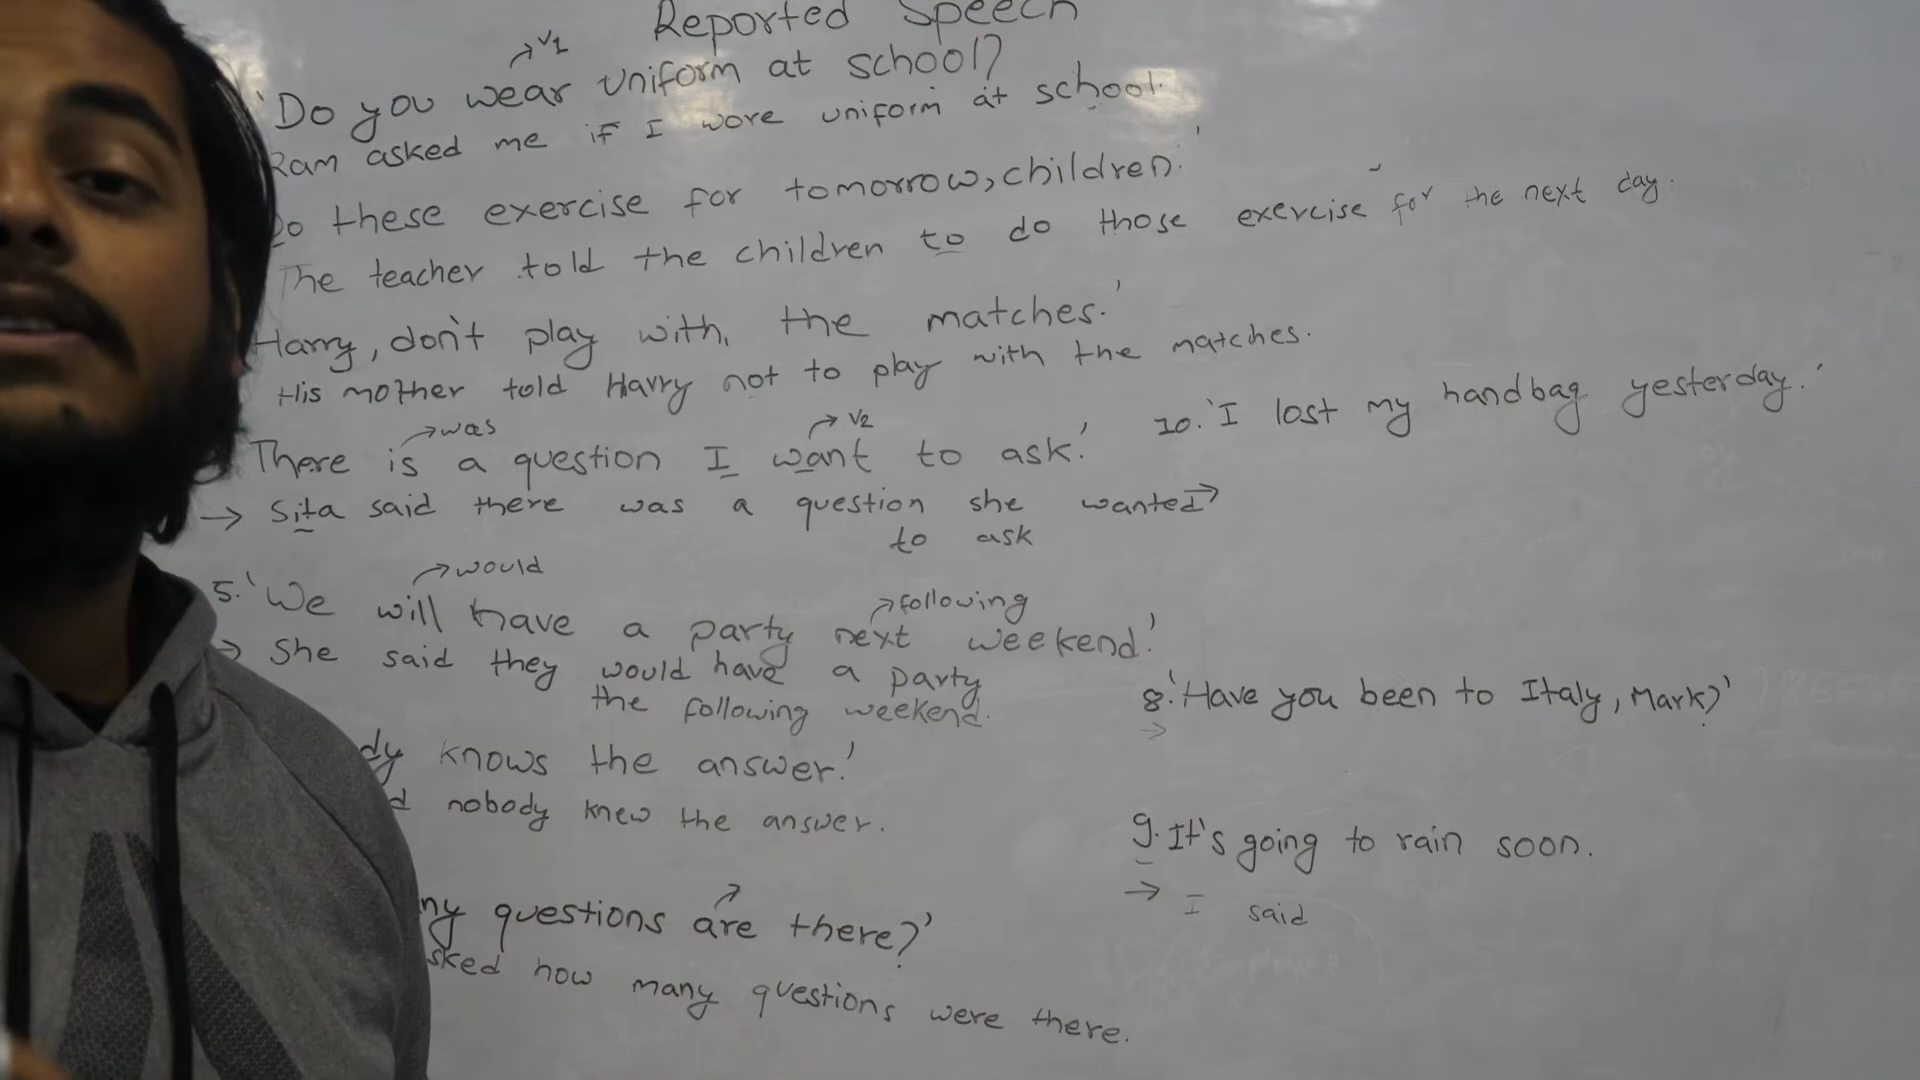 Reported Speech
→ V1
'Do you wear uniform at school?
Ram asked me if I wore uniform at school.
Do these exercise for tomorrow, children.'
The teacher told the children to do those exercise for the next day.
Harry, don't play with, the matches.'
His mother told Harry not to play with the matches.
→ was → V2
There is a question I want to ask.'
→ Sita said there was a question she wanted →
to ask
→ would
→ following
5. 'We will have a party next weekend.'
→ She said they would have a party
the following weekend.
dy knows the answer.'
d nobody knew the answer.
→
ny questions are there?'
sked how many questions were there.
10. 'I lost my handbag yesterday.'
8. 'Have you been to Italy, Mark?'
→
9. It's going to rain soon.
→ I said